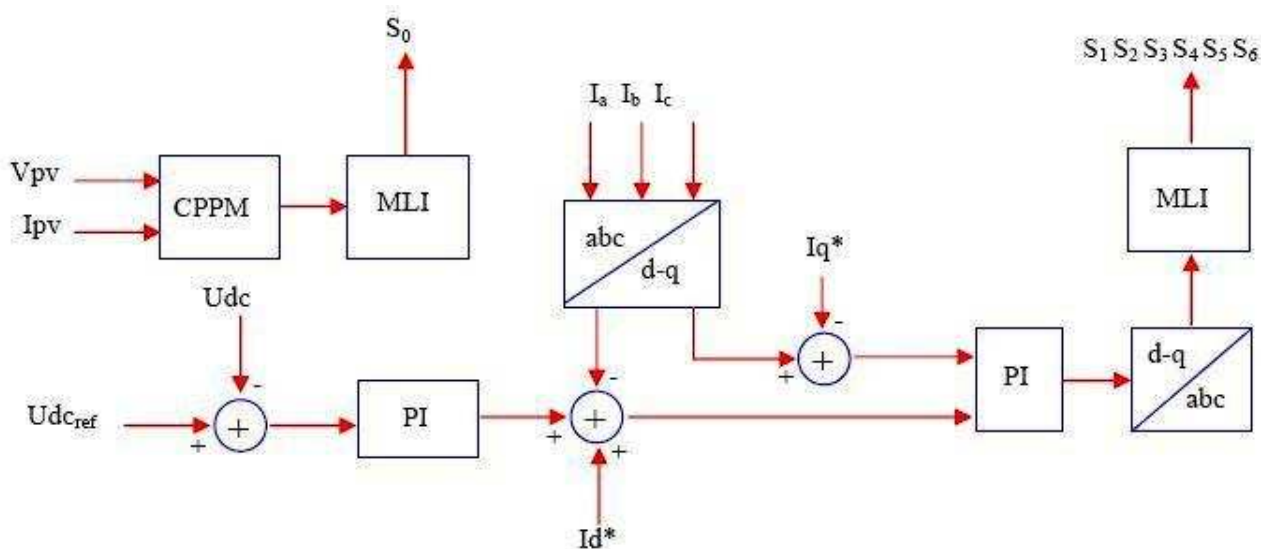 S0
S1 S2 S3 S4 S5 S6
Ia Ib Ic
Vpv
Ipv
CPPM
MLI
MLI
abc
d-q
Iq*
-
+
+
Udc
-
Udcref
+
+
PI
-
+
+
+
Id*
PI
d-q
abc